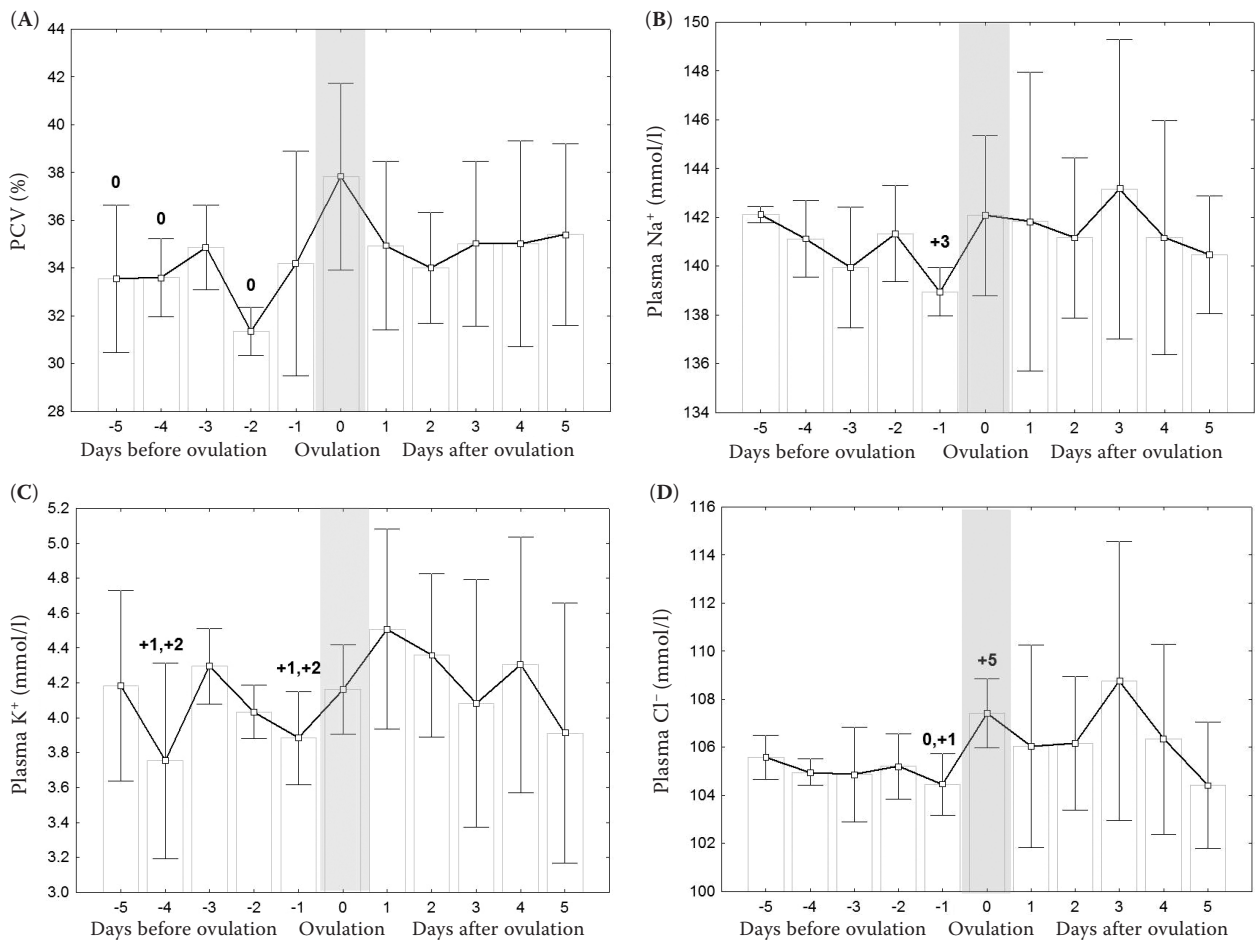 (A)
44
42
40
38
36
34
32
30
28
PCV (%)
0
0
0
-5 -4 -3 -2 -1 0 1 2 3 4 5
Days before ovulation Ovulation Days after ovulation
(B)
150
148
146
144
142
140
138
136
134
Plasma Na⁺ (mmol/l)
+3
-5 -4 -3 -2 -1 0 1 2 3 4 5
Days before ovulation Ovulation Days after ovulation
(C)
5.2
5.0
4.8
4.6
4.4
4.2
4.0
3.8
3.6
3.4
3.2
3.0
Plasma K⁺ (mmol/l)
+1,+2
+1,+2
-5 -4 -3 -2 -1 0 1 2 3 4 5
Days before ovulation Ovulation Days after ovulation
(D)
116
114
112
110
108
106
104
102
100
Plasma Cl⁻ (mmol/l)
0,+1
+5
-5 -4 -3 -2 -1 0 1 2 3 4 5
Days before ovulation Ovulation Days after ovulation